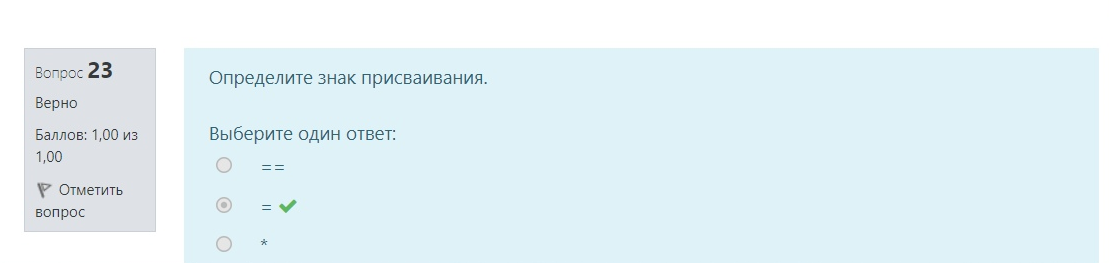 Вопрос 23
Верно
Баллов: 1,00 из
1,00
Отметить
вопрос
Определите знак присваивания.
Выберите один ответ:
==
=
*